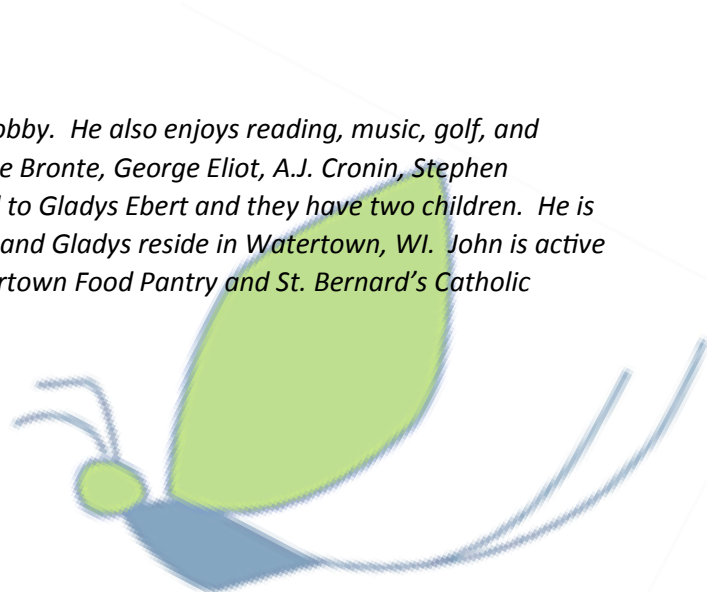 obby. He also enjoys reading, music, golf, and
e Bronte, George Eliot, A.J. Cronin, Stephen
to Gladys Ebert and they have two children. He is
and Gladys reside in Watertown, WI. John is active
rtown Food Pantry and St. Bernard's Catholic